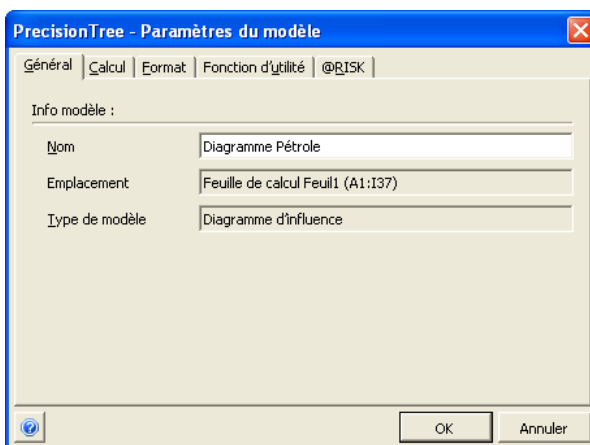 PrecisionTree - Paramètres du modèle
Général Calcul Format Fonction d'utilité @RISK
Info modèle :
Nom Diagramme Pétrole
Emplacement Feuille de calcul Feuil1 (A1:I37)
Type de modèle Diagramme d'influence
OK Annuler